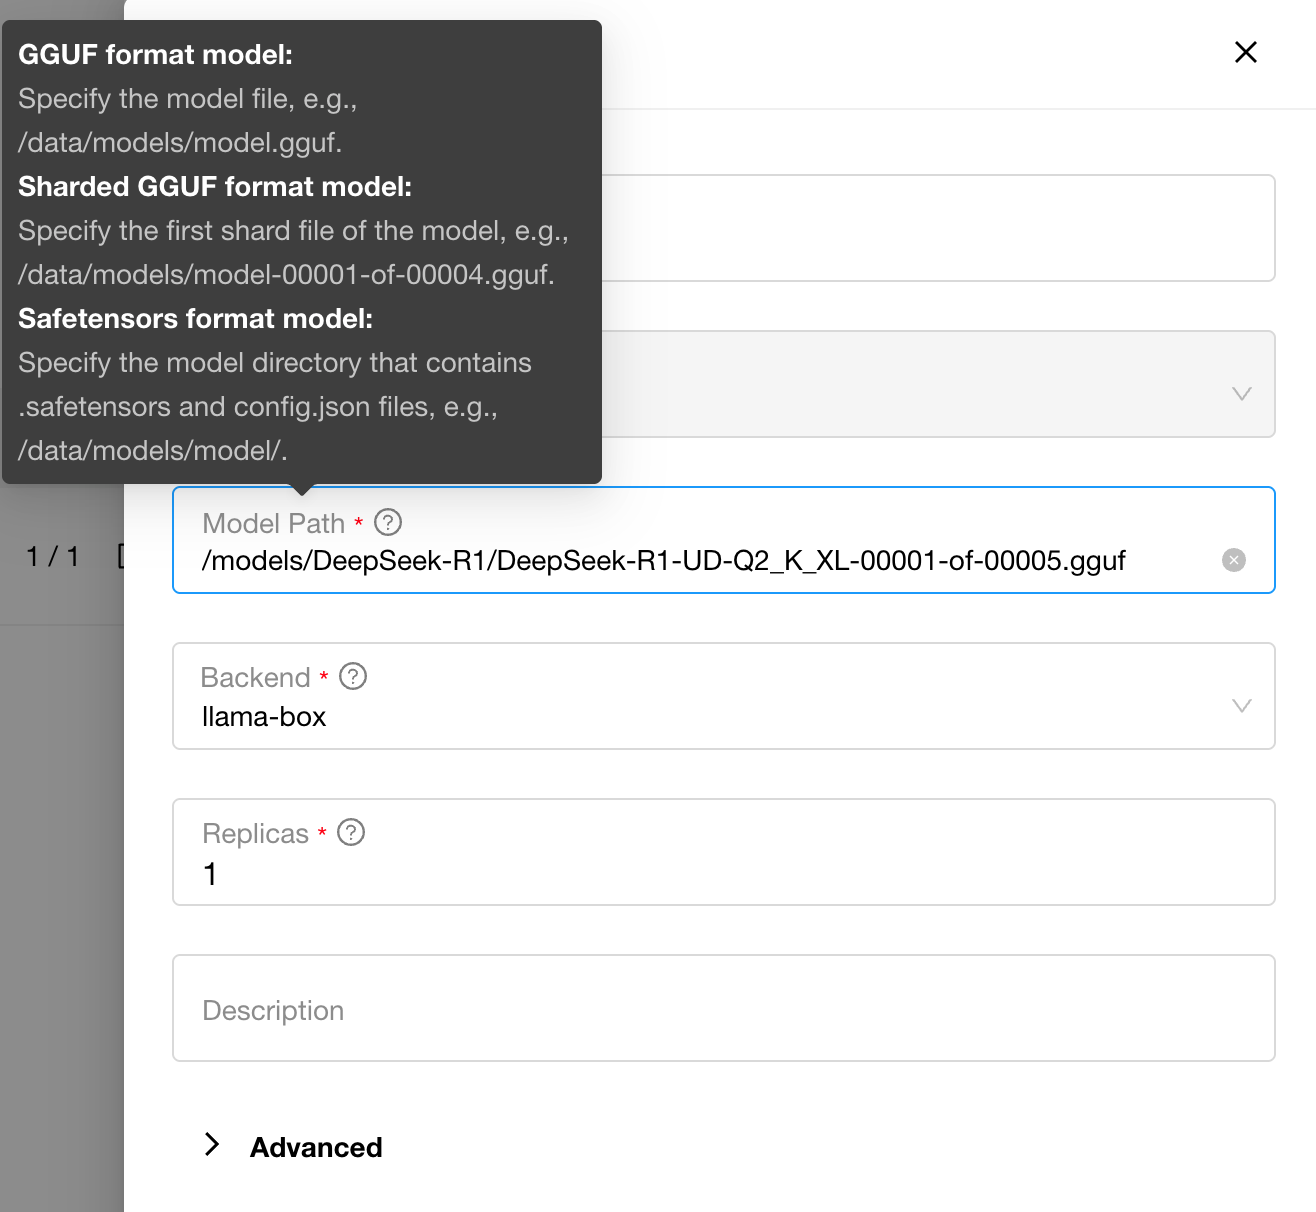 GGUF format model:
Specify the model file, e.g.,
/data/models/model.gguf.
Sharded GGUF format model:
Specify the first shard file of the model, e.g.,
/data/models/model-00001-of-00004.gguf.
Safetensors format model:
Specify the model directory that contains
.safetensors and config.json files, e.g.,
/data/models/model/.
1 / 1
Model Path *
/models/DeepSeek-R1/DeepSeek-R1-UD-Q2_K_XL-00001-of-00005.gguf
Backend *
llama-box
Replicas *
1
Description
Advanced